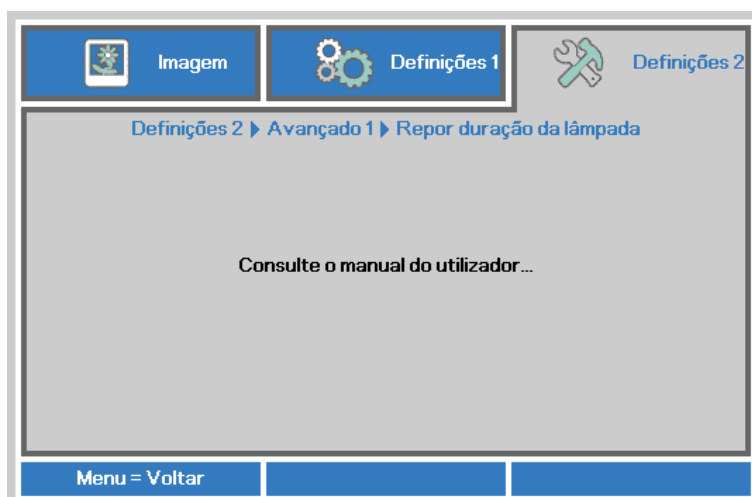 Imagem
Definições 1
Definições 2
Definições 2 ▶ Avançado 1 ▶ Repor duração da lâmpada
Consulte o manual do utilizador...
Menu = Voltar